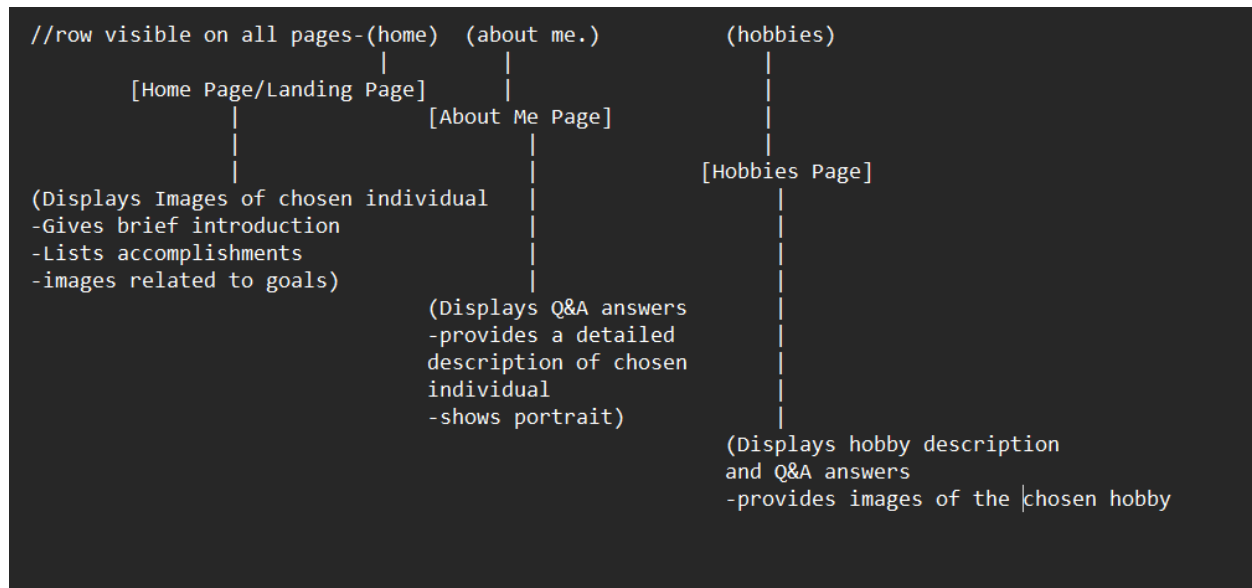 //row visible on all pages-(home) (about me.) (hobbies)
[Home Page/Landing Page]
[About Me Page]
[Hobbies Page]
(Displays Images of chosen individual
-Gives brief introduction
-Lists accomplishments
-images related to goals)
(Displays Q&A answers
-provides a detailed
description of chosen
individual
-shows portrait)
(Displays hobby description
and Q&A answers
-provides images of the chosen hobby